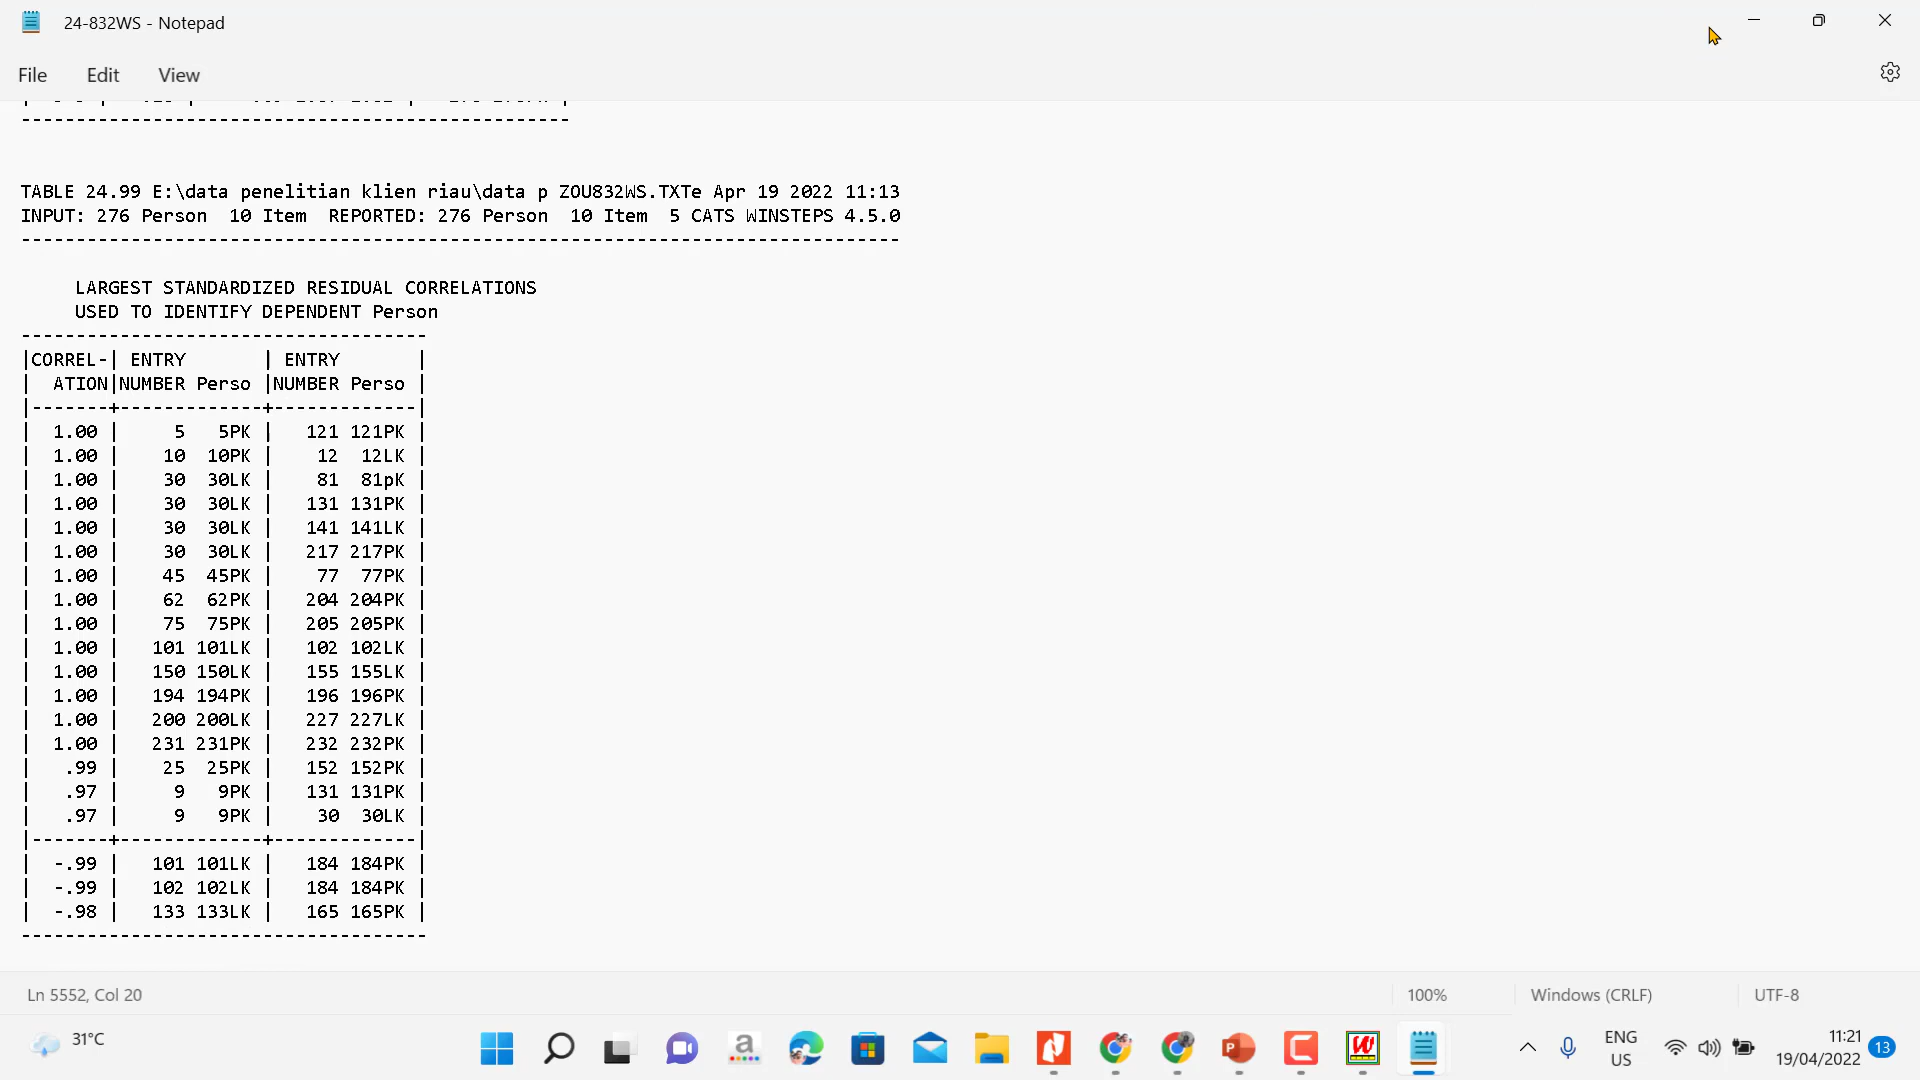 24-832WS - Notepad
File Edit View
-------------------------------------------------- 
TABLE 24.99 E:\data penelitian klien riau\data p ZOU832WS.TXTe Apr 19 2022 11:13
INPUT: 276 Person  10 Item  REPORTED: 276 Person  10 Item  5 CATS WINSTEPS 4.5.0
--------------------------------------------------------------------------------
LARGEST STANDARDIZED RESIDUAL CORRELATIONS
USED TO IDENTIFY DEPENDENT Person
-------------------------------------
|CORREL-| ENTRY       | ENTRY       |
|  ATION|NUMBER Perso |NUMBER Perso |
|-------+-------------+-------------|
|  1.00 |     5   5PK |   121 121PK |
|  1.00 |    10  10PK |    12  12LK |
|  1.00 |    30  30LK |    81  81pK |
|  1.00 |    30  30LK |   131 131PK |
|  1.00 |    30  30LK |   141 141LK |
|  1.00 |    30  30LK |   217 217PK |
|  1.00 |    45  45PK |    77  77PK |
|  1.00 |    62  62PK |   204 204PK |
|  1.00 |    75  75PK |   205 205PK |
|  1.00 |   101 101LK |   102 102LK |
|  1.00 |   150 150LK |   155 155LK |
|  1.00 |   194 194PK |   196 196PK |
|  1.00 |   200 200LK |   227 227LK |
|  1.00 |   231 231PK |   232 232PK |
|   .99 |    25  25PK |   152 152PK |
|   .97 |     9   9PK |   131 131PK |
|   .97 |     9   9PK |    30  30LK |
|-------+-------------+-------------|
|  -.99 |   101 101LK |   184 184PK |
|  -.99 |   102 102LK |   184 184PK |
|  -.98 |   133 133LK |   165 165PK |
-------------------------------------
Ln 5552, Col 20 100% Windows (CRLF) UTF-8
31°C
ENG
US
11:21
19/04/2022
13